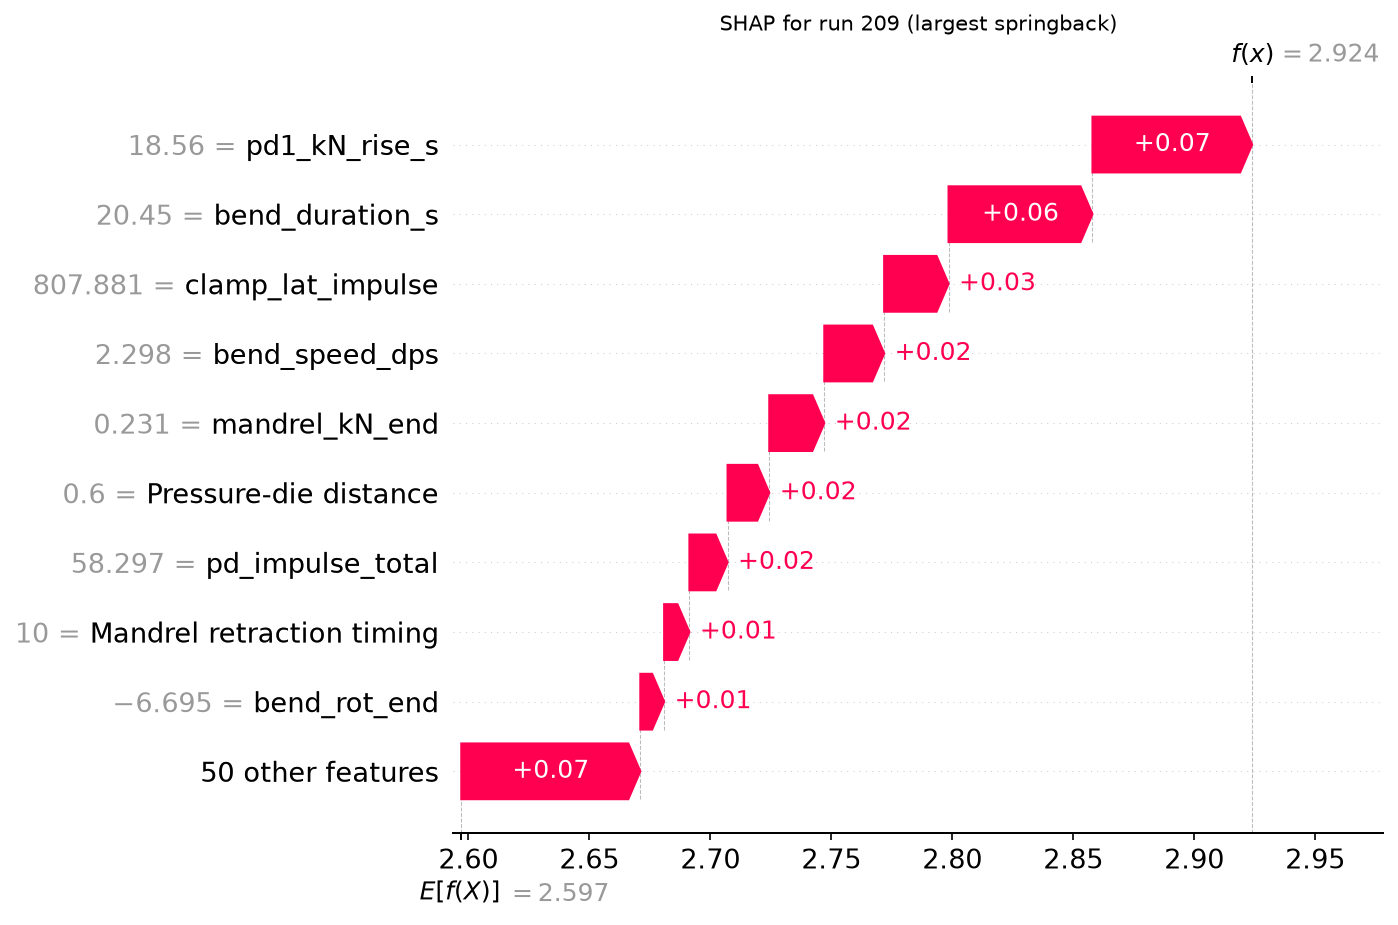 SHAP for run 209 (largest springback)
f(x) = 2.924
18.56 = pd1_kN_rise_s
+0.07
20.45 = bend_duration_s
+0.06
807.881 = clamp_lat_impulse
+0.03
2.298 = bend_speed_dps
+0.02
0.231 = mandrel_kN_end
+0.02
0.6 = Pressure-die distance
+0.02
58.297 = pd_impulse_total
+0.02
10 = Mandrel retraction timing
+0.01
−6.695 = bend_rot_end
+0.01
50 other features
+0.07
2.60 2.65 2.70 2.75 2.80 2.85 2.90 2.95
E[f(X)] = 2.597